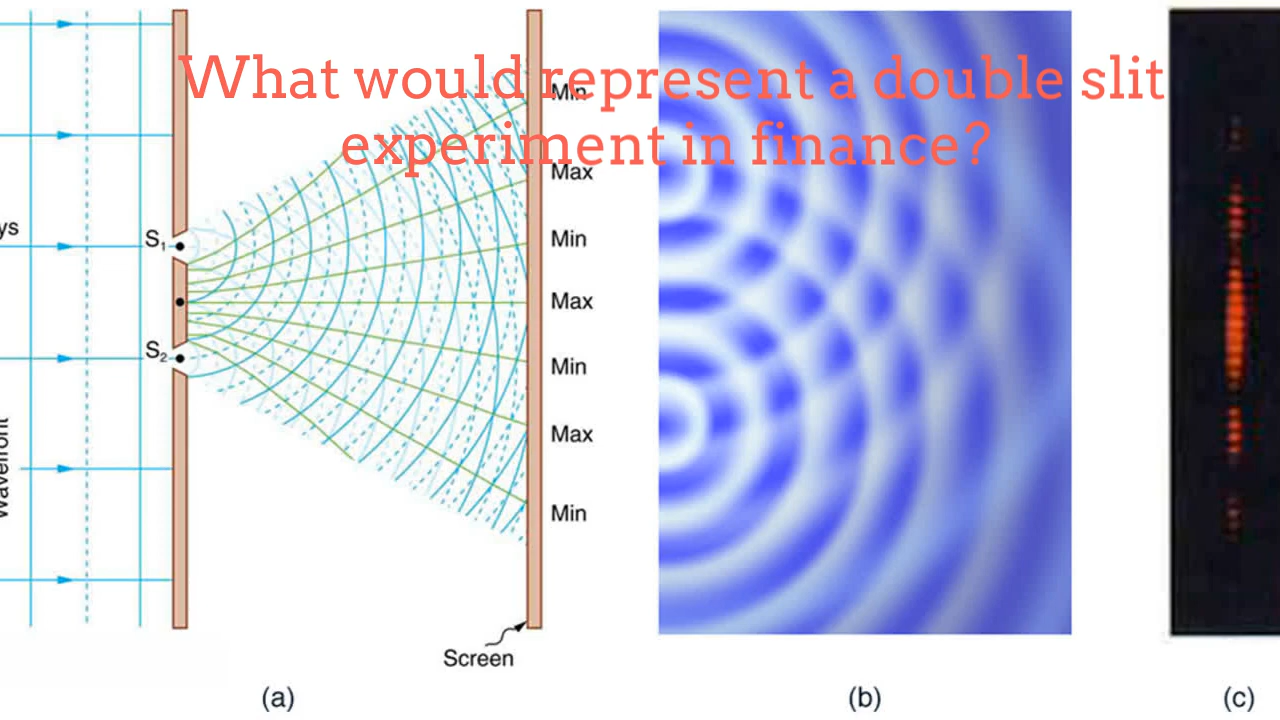 What would represent a double slit
experiment in finance?
ys
S1
S2
Wavefront
Min
Max
Min
Max
Min
Max
Min
Screen
(a)
(b)
(c)